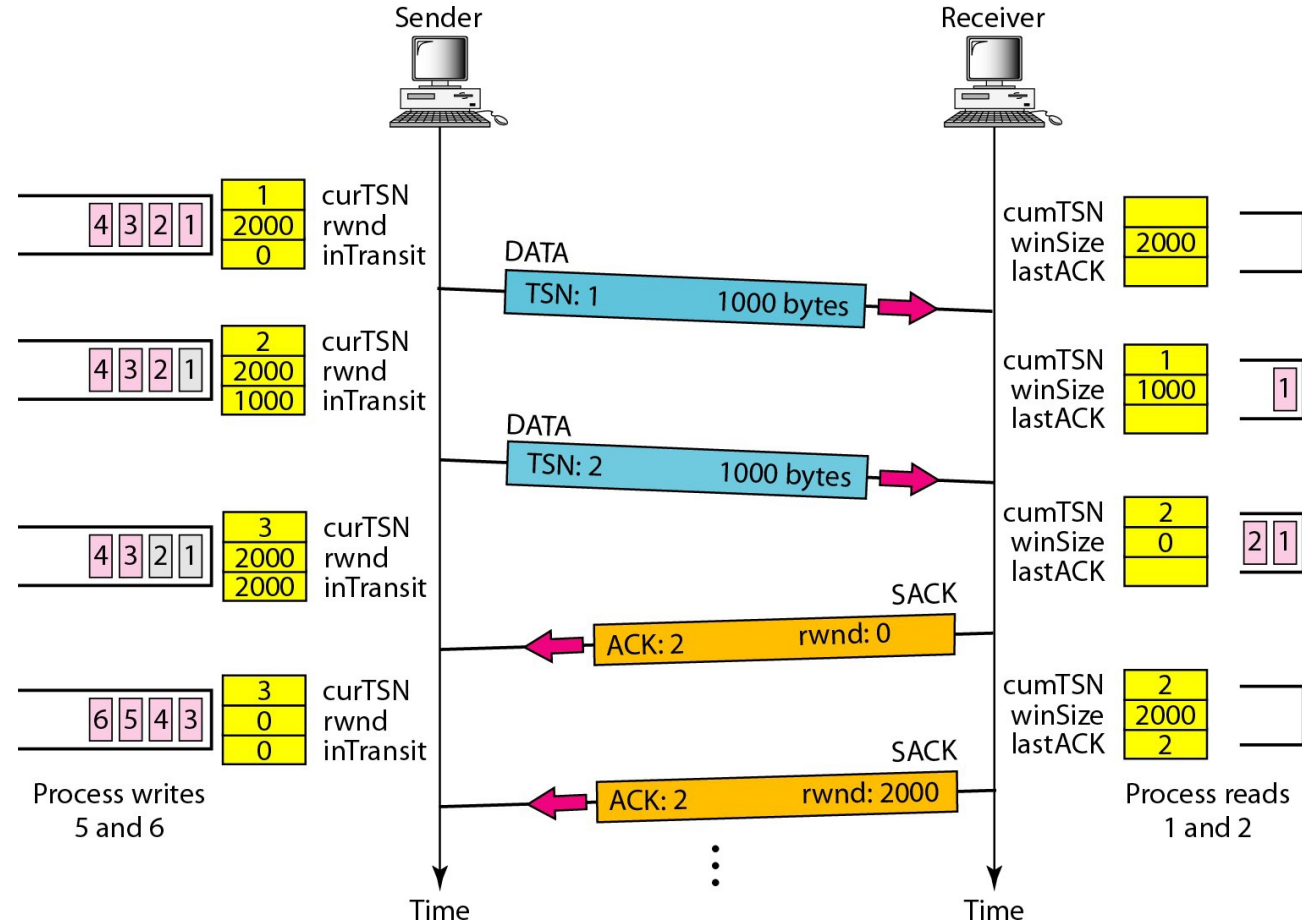 Sender
Receiver
4 3 2 1
1 curTSN
2000 rwnd
0 inTransit
cumTSN
winSize 2000
lastACK
DATA
TSN: 1 1000 bytes
4 3 2 1
2 curTSN
2000 rwnd
1000 inTransit
cumTSN 1
winSize 1000
lastACK
1
DATA
TSN: 2 1000 bytes
4 3 2 1
3 curTSN
2000 rwnd
2000 inTransit
cumTSN 2
winSize 0
lastACK
2 1
SACK
ACK: 2 rwnd: 0
6 5 4 3
3 curTSN
0 rwnd
0 inTransit
cumTSN 2
winSize 2000
lastACK 2
Process writes
5 and 6
SACK
ACK: 2 rwnd: 2000
Process reads
1 and 2
Time
Time